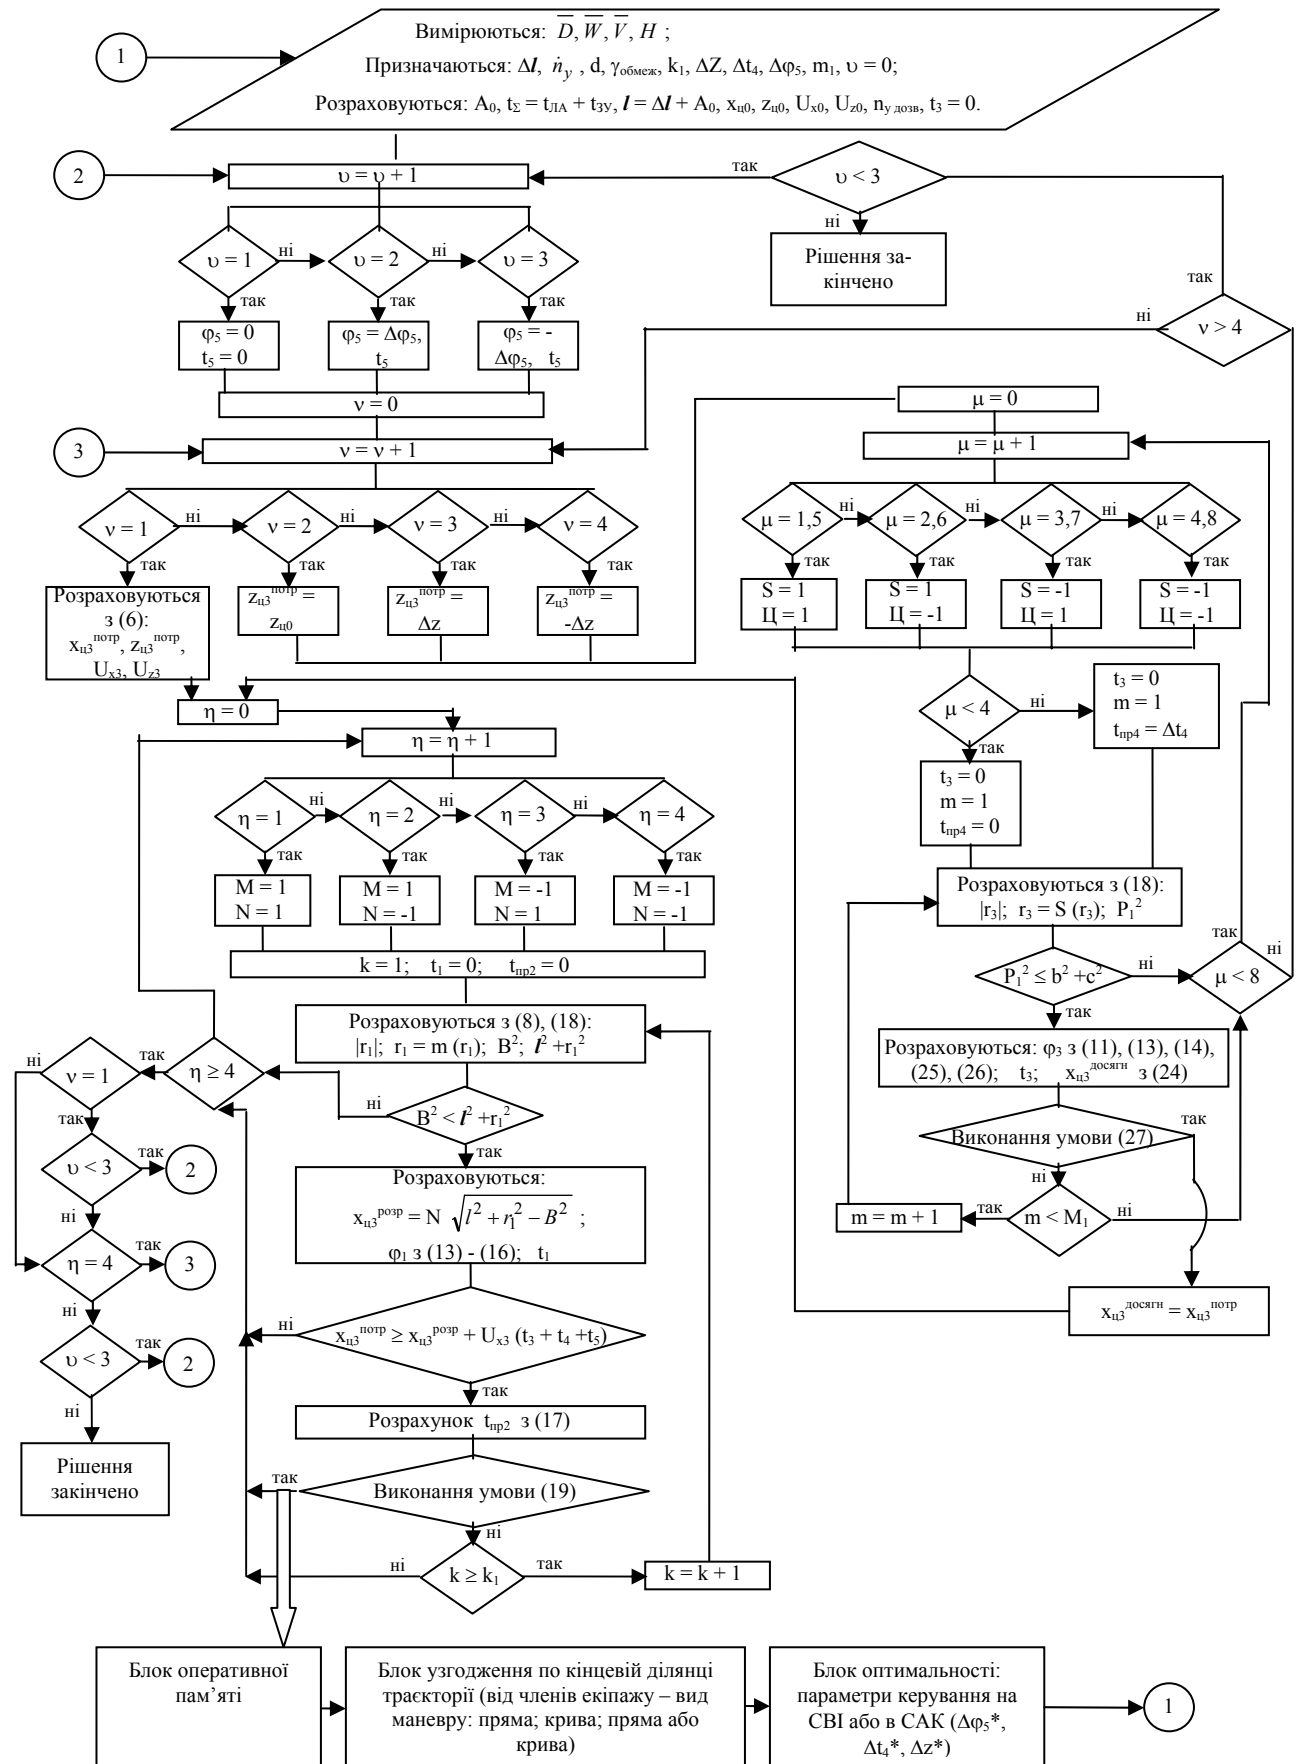 Вимірюються: D̅, W̅, V̅, H ;
1
Призначаються: Δl, ṅy , d, γобмеж, k1, ΔZ, Δt4, Δφ5, m1, υ = 0;
Розраховуються: A0, tΣ = tЛА + tЗУ, l = Δl + A0, xц0, zц0, Ux0, Uz0, nу дозв, t3 = 0.
2
υ = υ + 1
так
υ < 3
ні
Рішення за-
кінчено
υ = 1
ні
υ = 2
ні
υ = 3
так
так
так
φ5 = 0
t5 = 0
φ5 = Δφ5,
t5
φ5 = -
Δφ5, t5
так
ні
ν > 4
ν = 0
μ = 0
3
ν = ν + 1
μ = μ + 1
ν = 1
ні
ν = 2
ні
ν = 3
ні
ν = 4
так
так
так
так
μ = 1,5
ні
μ = 2,6
ні
μ = 3,7
ні
μ = 4,8
так
так
так
так
Розраховуються
з (6):
xц3потр, zц3потр,
Ux3, Uz3
zц3потр =
zц0
zц3потр =
Δz
zц3потр =
-Δz
S = 1
Ц = 1
S = 1
Ц = -1
S = -1
Ц = 1
S = -1
Ц = -1
η = 0
η = η + 1
μ < 4
ні
так
t3 = 0
m = 1
tпр4 = Δt4
t3 = 0
m = 1
tпр4 = 0
η = 1
ні
η = 2
ні
η = 3
ні
η = 4
так
так
так
так
M = 1
N = 1
M = 1
N = -1
M = -1
N = 1
M = -1
N = -1
k = 1; t1 = 0; tпр2 = 0
Розраховуються з (18):
|r3|; r3 = S (r3); P1²
P1² ≤ b² +c²
ні
так
μ < 8
так
ні
Розраховуються з (8), (18):
|r1|; r1 = m (r1); B²; l² +r1²
Розраховуються: φ3 з (11), (13), (14),
(25), (26); t3; xц3досягн з (24)
ні
ν = 1
так
η ≥ 4
ні
B² < l² +r1²
так
так
Виконання умови (27)
так
ні
υ < 3
так
2
ні
Розраховуються:
xц3розр = N √(l² + r1² − B²) ;
φ1 з (13) - (16); t1
m = m + 1
так
m < M1
ні
η = 4
так
3
ні
xц3досягн = xц3потр
ні
xц3потр ≥ xц3розр + Ux3 (t3 + t4 +t5)
так
υ < 3
так
2
ні
Розрахунок tпр2 з (17)
Рішення
закінчено
так
Виконання умови (19)
ні
ні
k ≥ k1
так
k = k + 1
Блок оперативної
пам’яті
Блок узгодження по кінцевій ділянці
траєкторії (від членів екіпажу – вид
маневру: пряма; крива; пряма або
крива)
Блок оптимальності:
параметри керування на
СВІ або в САК (Δφ5*,
Δt4*, Δz*)
1